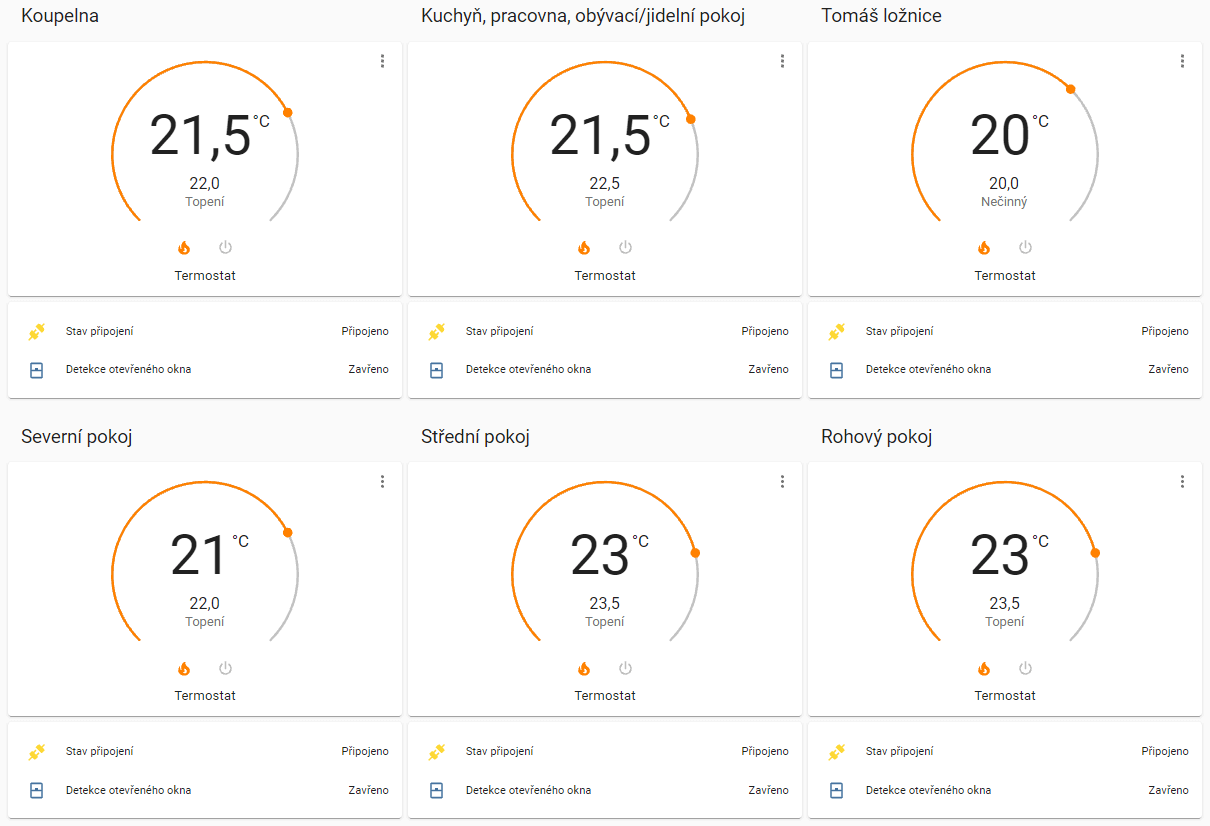 Koupelna
Kuchyň, pracovna, obývací/jidelní pokoj
Tomáš ložnice
21,5 °C
22,0
Topení
Termostat
21,5 °C
22,5
Topení
Termostat
20 °C
20,0
Nečinný
Termostat
Stav připojení Připojeno
Detekce otevřeného okna Zavřeno
Stav připojení Připojeno
Detekce otevřeného okna Zavřeno
Stav připojení Připojeno
Detekce otevřeného okna Zavřeno
Severní pokoj
Střední pokoj
Rohový pokoj
21 °C
22,0
Topení
Termostat
23 °C
23,5
Topení
Termostat
23 °C
23,5
Topení
Termostat
Stav připojení Připojeno
Detekce otevřeného okna Zavřeno
Stav připojení Připojeno
Detekce otevřeného okna Zavřeno
Stav připojení Připojeno
Detekce otevřeného okna Zavřeno